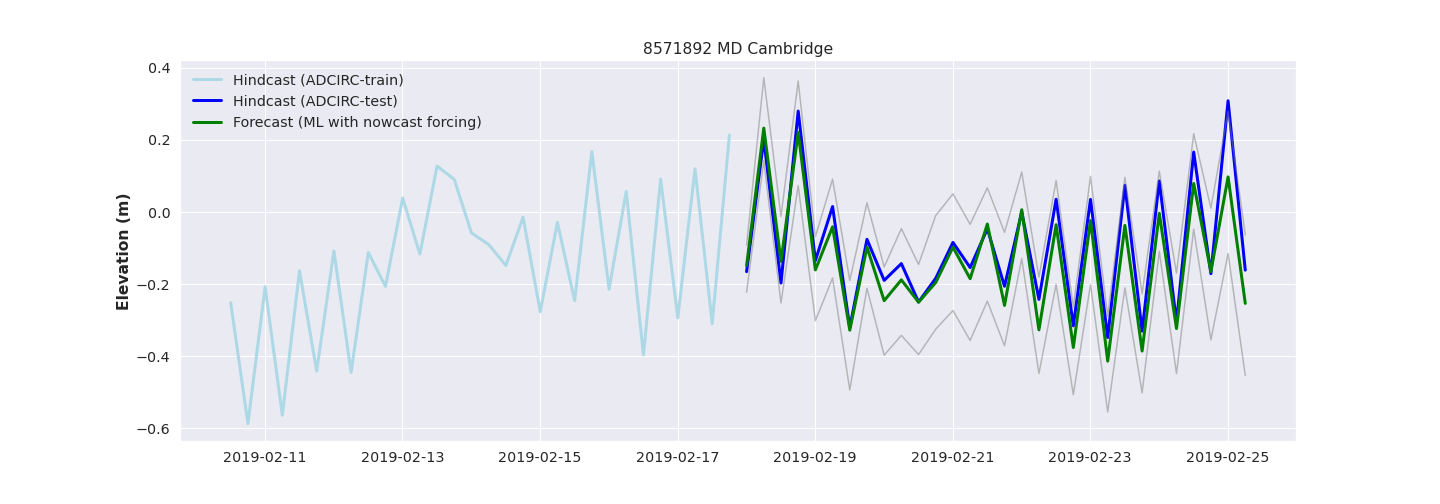 8571892 MD Cambridge
Hindcast (ADCIRC-train)
Hindcast (ADCIRC-test)
Forecast (ML with nowcast forcing)
Elevation (m)
0.4
0.2
0.0
−0.2
−0.4
−0.6
2019-02-11 2019-02-13 2019-02-15 2019-02-17 2019-02-19 2019-02-21 2019-02-23 2019-02-25